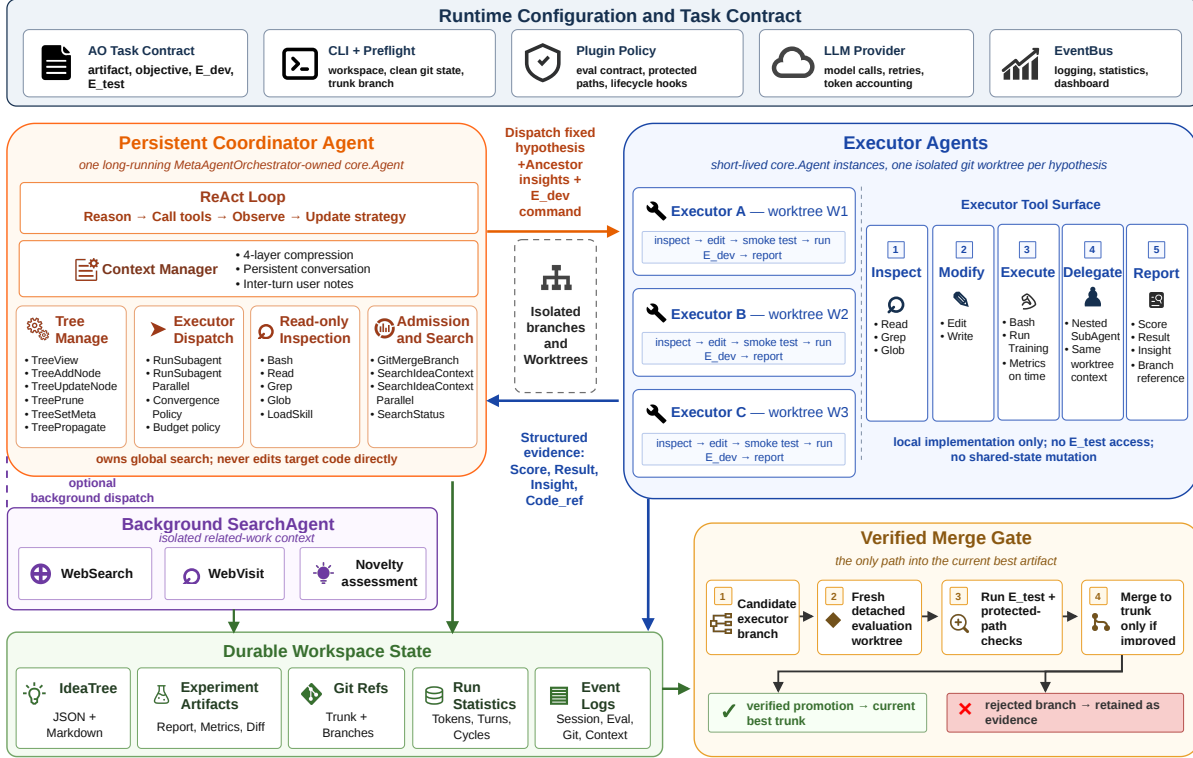 Runtime Configuration and Task Contract
AO Task Contract
artifact, objective, E_dev,
E_test
CLI + Preflight
workspace, clean git state,
trunk branch
Plugin Policy
eval contract, protected
paths, lifecycle hooks
LLM Provider
model calls, retries,
token accounting
EventBus
logging, statistics,
dashboard
Persistent Coordinator Agent
one long-running MetaAgentOrchestrator-owned core.Agent
ReAct Loop
Reason → Call tools → Observe → Update strategy
Context Manager
• 4-layer compression
• Persistent conversation
• Inter-turn user notes
Tree
Manage
• TreeView
• TreeAddNode
• TreeUpdateNode
• TreePrune
• TreeSetMeta
• TreePropagate
Executor
Dispatch
• RunSubagent
• RunSubagent
Parallel
• Convergence
Policy
• Budget policy
Read-only
Inspection
• Bash
• Read
• Grep
• Glob
• LoadSkill
Admission
and Search
• GitMergeBranch
• SearchIdeaContext
• SearchIdeaContext
Parallel
• SearchStatus
owns global search; never edits target code directly
Dispatch fixed
hypothesis
+Ancestor
insights +
E_dev
command
Isolated
branches
and
Worktrees
Structured
evidence:
Score, Result,
Insight,
Code_ref
Executor Agents
short-lived core.Agent instances, one isolated git worktree per hypothesis
Executor A — worktree W1
inspect → edit → smoke test → run
E_dev → report
Executor B — worktree W2
inspect → edit → smoke test → run
E_dev → report
Executor C — worktree W3
inspect → edit → smoke test → run
E_dev → report
Executor Tool Surface
1
Inspect
• Read
• Grep
• Glob
2
Modify
• Edit
• Write
3
Execute
• Bash
• Run
Training
• Metrics
on time
4
Delegate
• Nested
SubAgent
• Same
worktree
context
5
Report
• Score
• Result
• Insight
• Branch
reference
local implementation only; no E_test access;
no shared-state mutation
optional
background dispatch
Background SearchAgent
isolated related-work context
WebSearch
WebVisit
Novelty
assessment
Durable Workspace State
IdeaTree
JSON +
Markdown
Experiment
Artifacts
Report, Metrics, Diff
Git Refs
Trunk +
Branches
Run
Statistics
Tokens, Turns,
Cycles
Event
Logs
Session, Eval,
Git, Context
Verified Merge Gate
the only path into the current best artifact
1
Candidate
executor
branch
2
Fresh
detached
evaluation
worktree
3
Run E_test +
protected-
path
checks
4
Merge to
trunk
only if
improved
verified promotion → current
best trunk
rejected branch → retained as
evidence